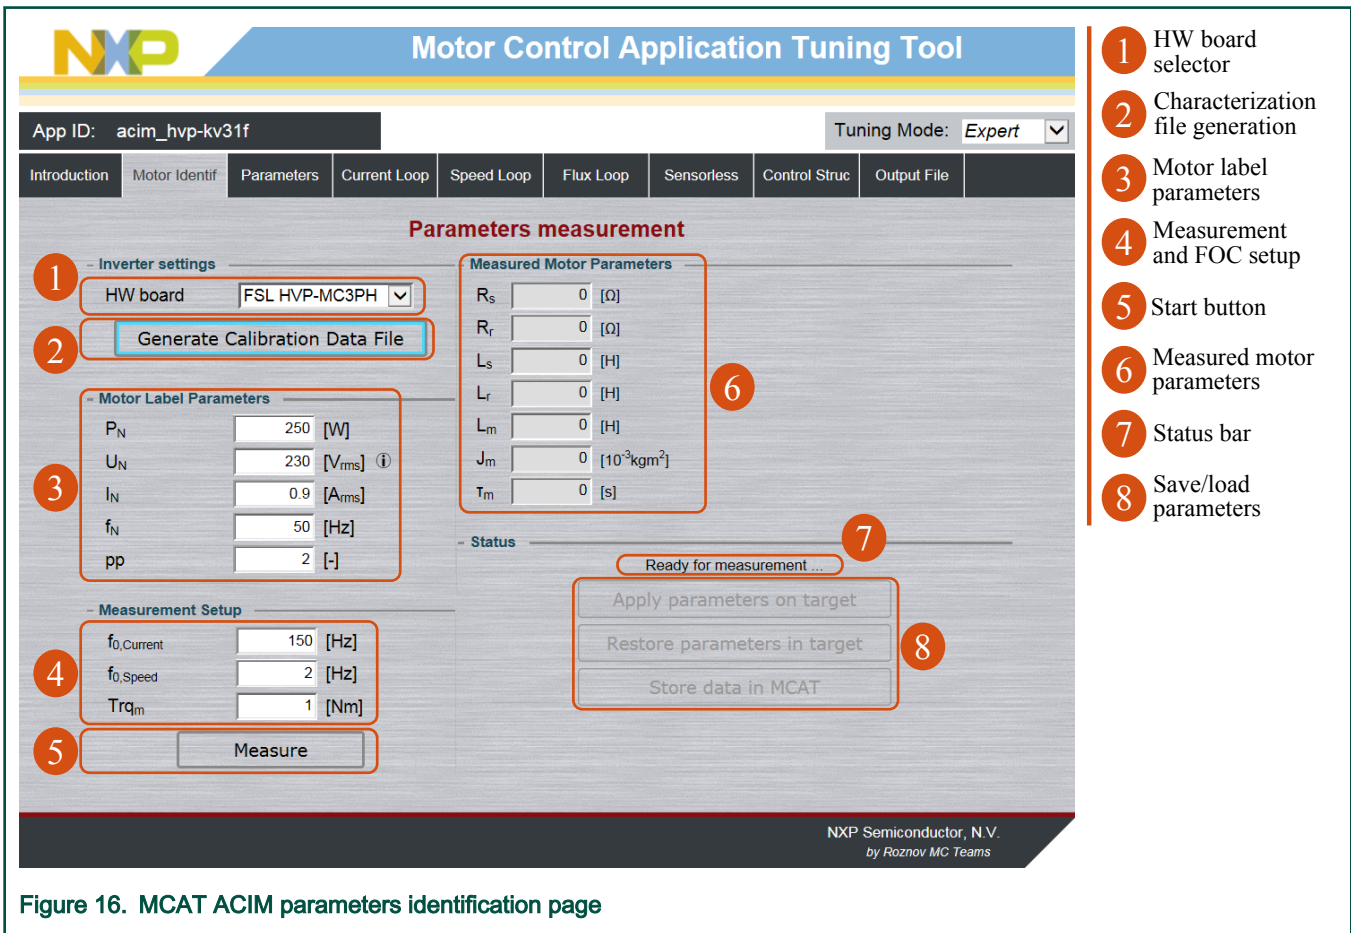 NXP
Motor Control Application Tuning Tool
App ID: acim_hvp-kv31f
Tuning Mode: Expert
Introduction Motor Identif Parameters Current Loop Speed Loop Flux Loop Sensorless Control Struc Output File
Parameters measurement
Inverter settings
1
HW board FSL HVP-MC3PH
2
Generate Calibration Data File
Motor Label Parameters
3
PN 250 [W]
UN 230 [Vrms] i
IN 0.9 [Arms]
fN 50 [Hz]
pp 2 [-]
Measurement Setup
4
f0,Current 150 [Hz]
f0,Speed 2 [Hz]
Trqm 1 [Nm]
5
Measure
Measured Motor Parameters
Rs 0 [Ω]
Rr 0 [Ω]
Ls 0 [H]
Lr 0 [H]
Lm 0 [H]
Jm 0 [10-3kgm2]
τm 0 [s]
6
Status
7
Ready for measurement ...
Apply parameters on target
Restore parameters in target
Store data in MCAT
8
NXP Semiconductor, N.V.
by Roznov MC Teams
1 HW board
selector
2 Characterization
file generation
3 Motor label
parameters
4 Measurement
and FOC setup
5 Start button
6 Measured motor
parameters
7 Status bar
8 Save/load
parameters
Figure 16. MCAT ACIM parameters identification page